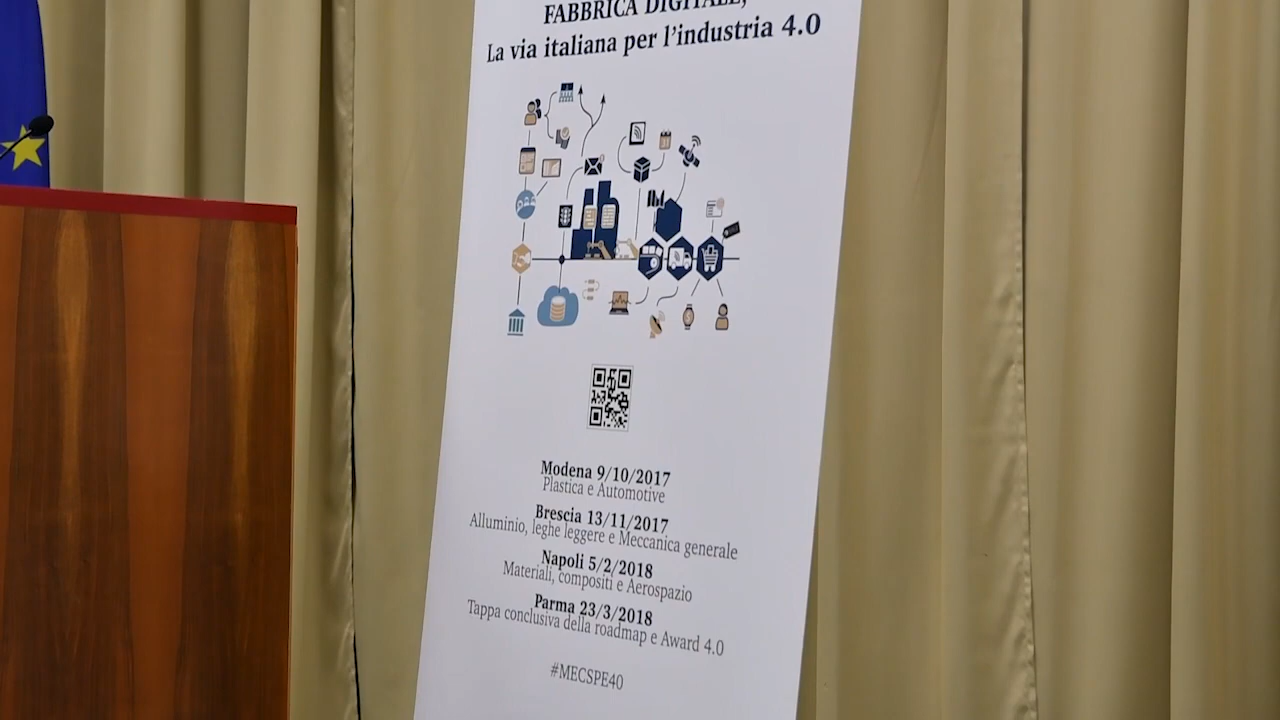 FABBRICA DIGITALE,
La via italiana per l'industria 4.0
Modena 9/10/2017
Plastica e Automotive
Brescia 13/11/2017
Alluminio, leghe leggere e Meccanica generale
Napoli 5/2/2018
Materiali, compositi e Aerospazio
Parma 23/3/2018
Tappa conclusiva della roadmap e Award 4.0
#MECSPE40